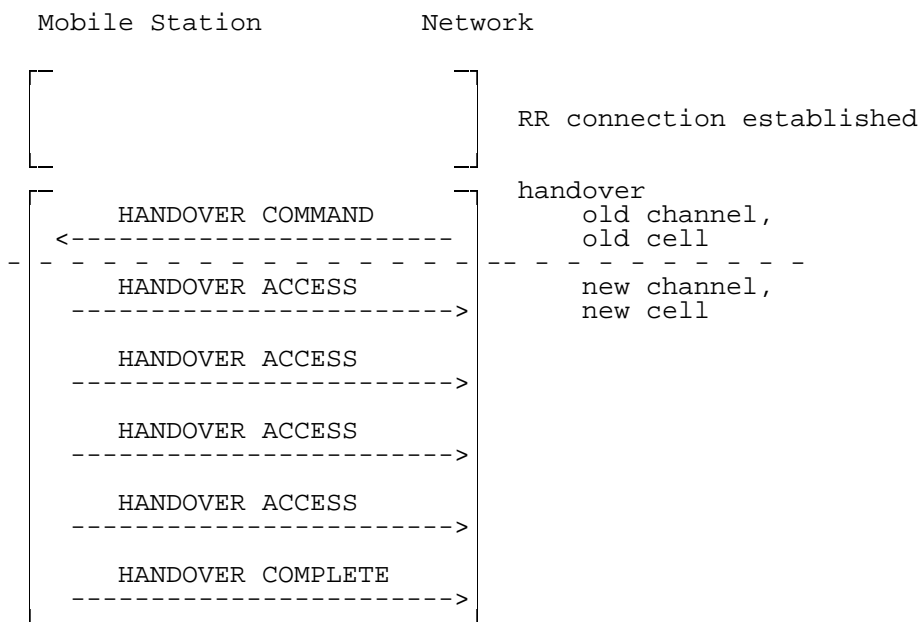 Mobile Station Network
RR connection established
handover
HANDOVER COMMAND old channel,
<------------------------ old cell
- - - - - - - - - - - - - - - -- - - - - - - - - -
HANDOVER ACCESS new channel,
------------------------> new cell
HANDOVER ACCESS
------------------------>
HANDOVER ACCESS
------------------------>
HANDOVER ACCESS
------------------------>
HANDOVER COMPLETE
------------------------>